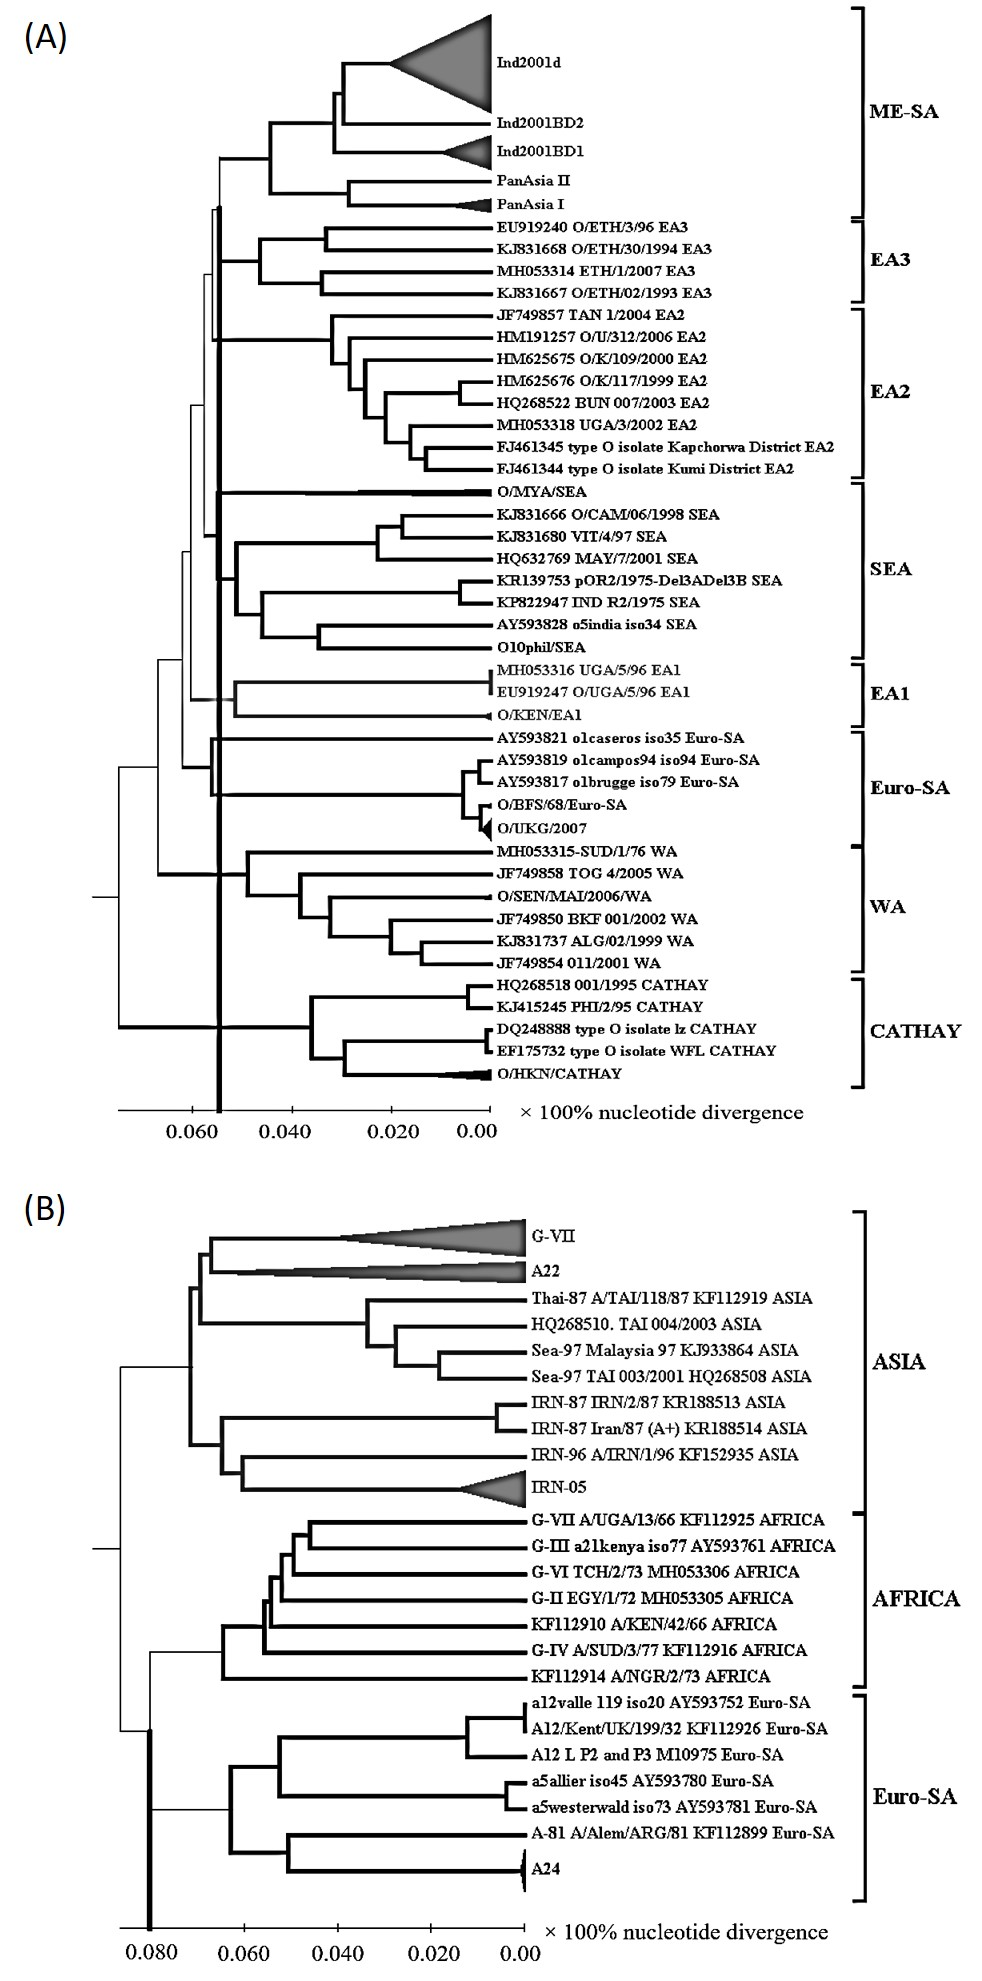 (A)
Ind2001d
Ind2001BD2
ME-SA
Ind2001BD1
PanAsia II
PanAsia I
EU919240 O/ETH/3/96 EA3
KJ831668 O/ETH/30/1994 EA3
EA3
MH053314 ETH/1/2007 EA3
KJ831667 O/ETH/02/1993 EA3
JF749857 TAN 1/2004 EA2
HM191257 O/U/312/2006 EA2
HM625675 O/K/109/2000 EA2
HM625676 O/K/117/1999 EA2
EA2
HQ268522 BUN 007/2003 EA2
MH053318 UGA/3/2002 EA2
FJ461345 type O isolate Kapchorwa District EA2
FJ461344 type O isolate Kumi District EA2
O/MYA/SEA
KJ831666 O/CAM/06/1998 SEA
KJ831680 VIT/4/97 SEA
HQ632769 MAY/7/2001 SEA
SEA
KR139753 pOR2/1975-Del3ADel3B SEA
KP822947 IND R2/1975 SEA
AY593828 o5india iso34 SEA
O10phil/SEA
MH053316 UGA/5/96 EA1
EU919247 O/UGA/5/96 EA1
EA1
O/KEN/EA1
AY593821 o1caseros iso35 Euro-SA
AY593819 o1campos94 iso94 Euro-SA
AY593817 o1brugge iso79 Euro-SA
Euro-SA
O/BFS/68/Euro-SA
O/UKG/2007
MH053315-SUD/1/76 WA
JF749858 TOG 4/2005 WA
O/SEN/MAI/2006/WA
WA
JF749850 BKF 001/2002 WA
KJ831737 ALG/02/1999 WA
JF749854 011/2001 WA
HQ268518 001/1995 CATHAY
KJ415245 PHI/2/95 CATHAY
DQ248888 type O isolate lz CATHAY
CATHAY
EF175732 type O isolate WFL CATHAY
O/HKN/CATHAY
× 100% nucleotide divergence
0.060 0.040 0.020 0.00
(B)
G-VII
A22
Thai-87 A/TAI/118/87 KF112919 ASIA
HQ268510. TAI 004/2003 ASIA
Sea-97 Malaysia 97 KJ933864 ASIA
ASIA
Sea-97 TAI 003/2001 HQ268508 ASIA
IRN-87 IRN/2/87 KR188513 ASIA
IRN-87 Iran/87 (A+) KR188514 ASIA
IRN-96 A/IRN/1/96 KF152935 ASIA
IRN-05
G-VII A/UGA/13/66 KF112925 AFRICA
G-III a21kenya iso77 AY593761 AFRICA
G-VI TCH/2/73 MH053306 AFRICA
G-II EGY/1/72 MH053305 AFRICA
AFRICA
KF112910 A/KEN/42/66 AFRICA
G-IV A/SUD/3/77 KF112916 AFRICA
KF112914 A/NGR/2/73 AFRICA
a12valle 119 iso20 AY593752 Euro-SA
A12/Kent/UK/199/32 KF112926 Euro-SA
A12 L P2 and P3 M10975 Euro-SA
a5allier iso45 AY593780 Euro-SA
Euro-SA
a5westerwald iso73 AY593781 Euro-SA
A-81 A/Alem/ARG/81 KF112899 Euro-SA
A24
× 100% nucleotide divergence
0.080 0.060 0.040 0.020 0.00